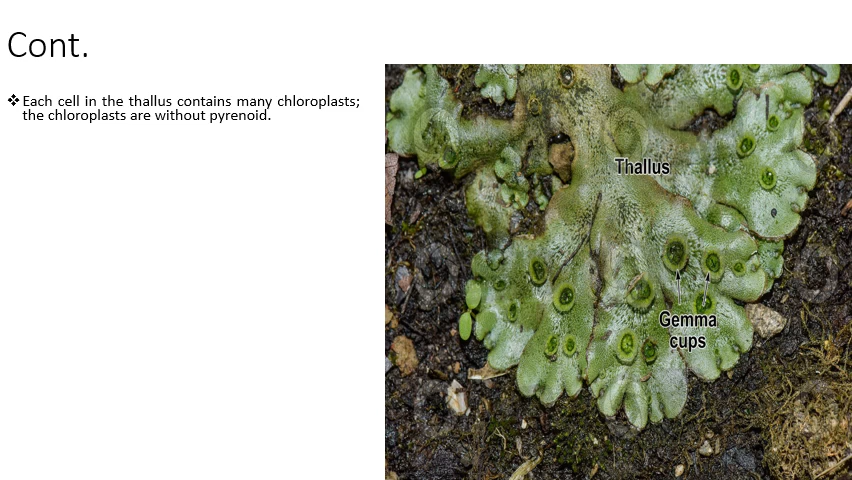 Cont.
❖Each cell in the thallus contains many chloroplasts;
the chloroplasts are without pyrenoid.
Thallus
Gemma
cups